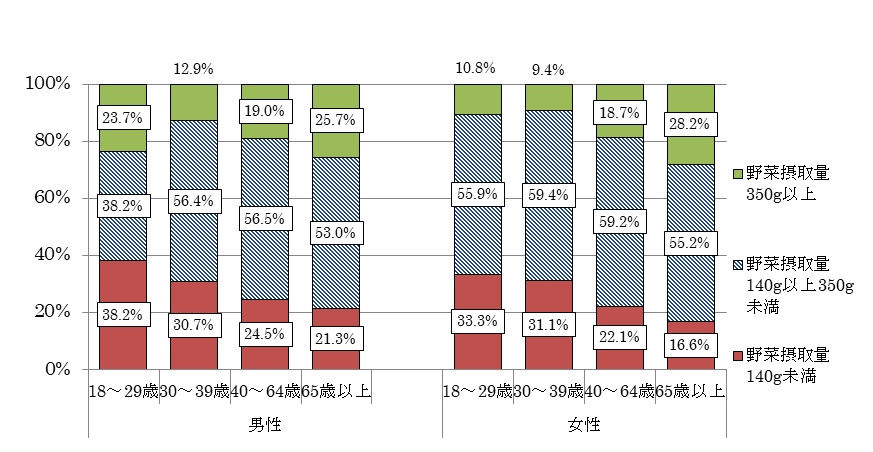 12.9%
10.8%
9.4%
100%
80%
60%
40%
20%
0%
23.7%
19.0%
25.7%
18.7%
28.2%
38.2%
56.4%
56.5%
53.0%
55.9%
59.4%
59.2%
55.2%
38.2%
30.7%
24.5%
21.3%
33.3%
31.1%
22.1%
16.6%
18～29歳
30～39歳
40～64歳
65歳以上
18～29歳
30～39歳
40～64歳
65歳以上
男性
女性
野菜摂取量
350g以上
野菜摂取量
140g以上350g
未満
野菜摂取量
140g未満